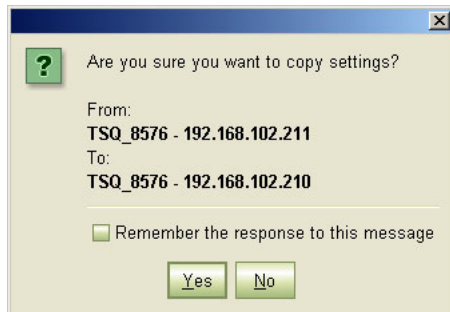 ?
Are you sure you want to copy settings?
From:
TSQ_8576 - 192.168.102.211
To:
TSQ_8576 - 192.168.102.210
Remember the response to this message
Yes No